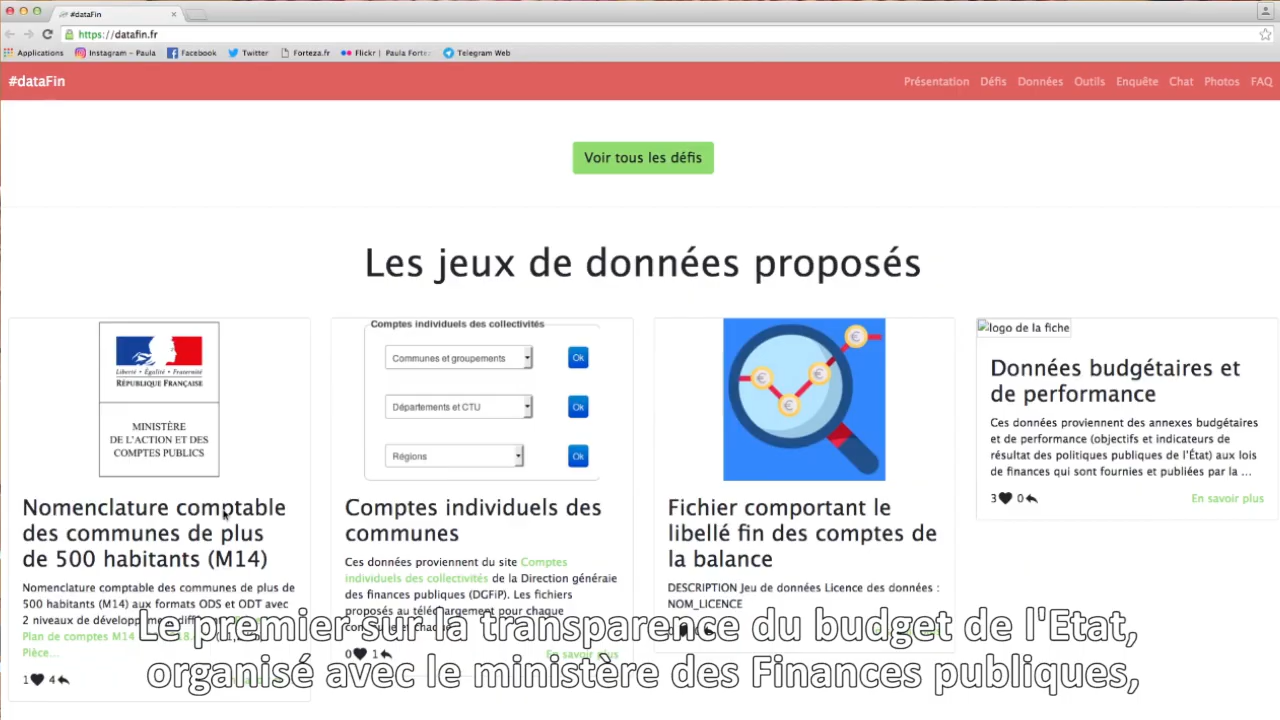 #dataFin
https://datafin.fr
Applications
Instagram – Paula
Facebook
Twitter
Forteza.fr
Flickr | Paula Forte
Telegram Web
#dataFin
Présentation
Défis
Données
Outils
Enquête
Chat
Photos
FAQ
Voir tous les défis
Les jeux de données proposés
Liberté • Égalité • Fraternité
RÉPUBLIQUE FRANÇAISE
MINISTÈRE
DE L'ACTION ET DES
COMPTES PUBLICS
Nomenclature comptable
des communes de plus
de 500 habitants (M14)
Nomenclature comptable des communes de plus de
500 habitants (M14) aux formats ODS et ODT avec
2 niveaux de développement
Plan de comptes M14
Pièce...
1 4
Comptes individuels des collectivités
Communes et groupements
Ok
Départements et CTU
Ok
Régions
Ok
Comptes individuels des
communes
Ces données proviennent du site Comptes
individuels des collectivités de la Direction générale
des finances publiques (DGFiP). Les fichiers
proposés au téléchargement pour chaque
0 1
En savoir plus
Fichier comportant le
libellé fin des comptes de
la balance
DESCRIPTION Jeu de données Licence des données :
NOM_LICENCE
logo de la fiche
Données budgétaires et
de performance
Ces données proviennent des annexes budgétaires
et de performance (objectifs et indicateurs de
résultat des politiques publiques de l'État) aux lois
de finances qui sont fournies et publiées par la ...
3 0
En savoir plus
Le premier sur la transparence du budget de l'Etat,
organisé avec le ministère des Finances publiques,